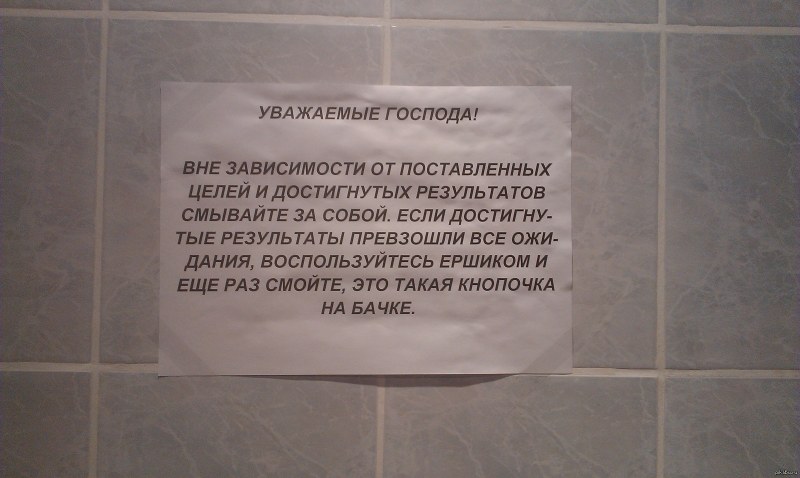 УВАЖАЕМЫЕ ГОСПОДА!
ВНЕ ЗАВИСИМОСТИ ОТ ПОСТАВЛЕННЫХ
ЦЕЛЕЙ И ДОСТИГНУТЫХ РЕЗУЛЬТАТОВ
СМЫВАЙТЕ ЗА СОБОЙ. ЕСЛИ ДОСТИГНУ-
ТЫЕ РЕЗУЛЬТАТЫ ПРЕВЗОШЛИ ВСЕ ОЖИ-
ДАНИЯ, ВОСПОЛЬЗУЙТЕСЬ ЕРШИКОМ И
ЕЩЕ РАЗ СМОЙТЕ, ЭТО ТАКАЯ КНОПОЧКА
НА БАЧКЕ.